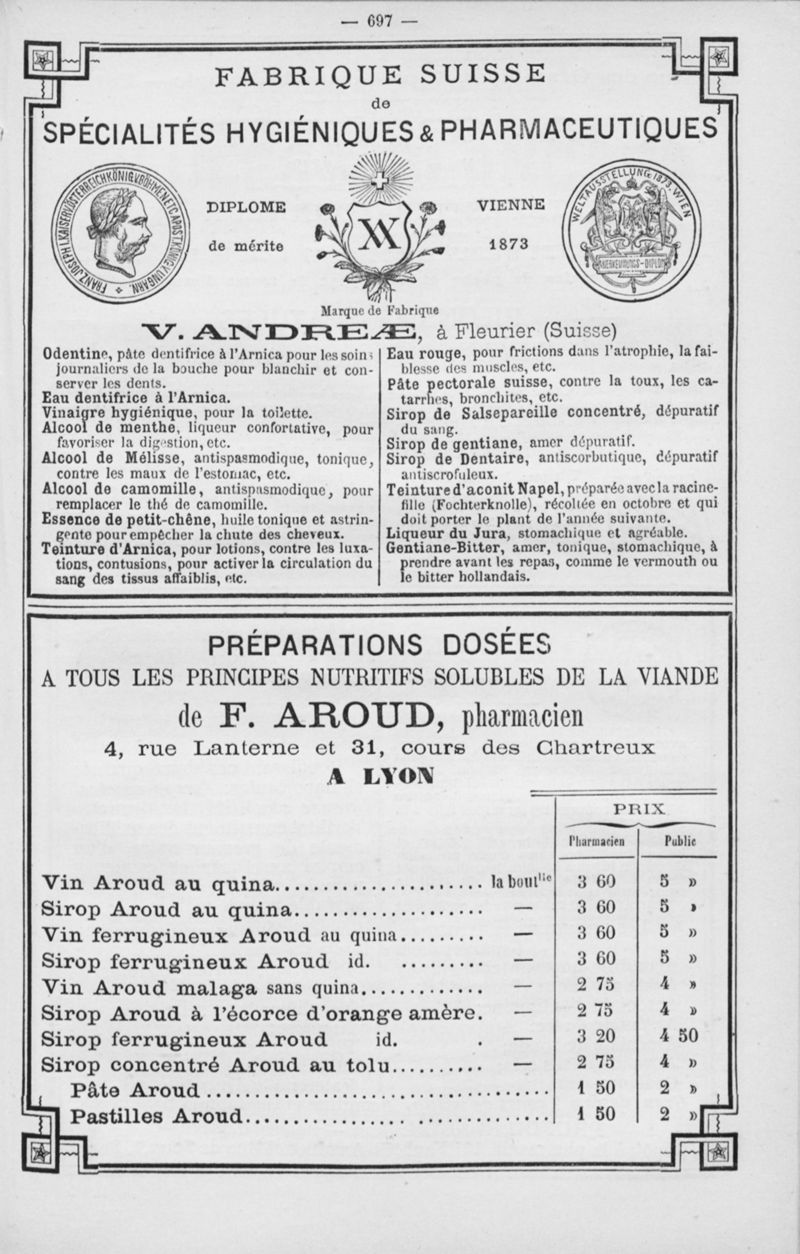 — 697 —
FABRIQUE SUISSE
de
SPÉCIALITÉS HYGIÉNIQUES & PHARMACEUTIQUES
DIPLOME
de mérite
VIENNE
1873
WELTAUSSTELLUNG 1873. WIEN
Marque de Fabrique
V. ANDREÆ, à Fleurier (Suisse)
Odentine, pâte dentifrice à l'Arnica pour les soins
journaliers de la bouche pour blanchir et con-
server les dents.
Eau dentifrice à l'Arnica.
Vinaigre hygiénique, pour la toilette.
Alcool de menthe, liqueur confortative, pour
favoriser la digestion, etc.
Alcool de Mélisse, antispasmodique, tonique,
contre les maux de l'estomac, etc.
Alcool de camomille, antispasmodique, pour
remplacer le thé de camomille.
Essence de petit-chêne, huile tonique et astrin-
gente pour empêcher la chute des cheveux.
Teinture d'Arnica, pour lotions, contre les luxa-
tions, contusions, pour activer la circulation du
sang des tissus affaiblis, etc.
Eau rouge, pour frictions dans l'atrophie, la fai-
blesse des muscles, etc.
Pâte pectorale suisse, contre la toux, les ca-
tarrhes, bronchites, etc.
Sirop de Salsepareille concentré, dépuratif
du sang.
Sirop de gentiane, amer dépuratif.
Sirop de Dentaire, antiscorbutique, dépuratif
antiscrofuleux.
Teinture d'aconit Napel, préparée avec la racine-
fille (Fochterknolle), récoltée en octobre et qui
doit porter le plant de l'année suivante.
Liqueur du Jura, stomachique et agréable.
Gentiane-Bitter, amer, tonique, stomachique, à
prendre avant les repas, comme le vermouth ou
le bitter hollandais.
PRÉPARATIONS DOSÉES
A TOUS LES PRINCIPES NUTRITIFS SOLUBLES DE LA VIANDE
de F. AROUD, pharmacien
4, rue Lanterne et 31, cours des Chartreux
A LYON
PRIX
Pharmacien Public
Vin Aroud au quina...................... la boutlle 3 60 5 »
Sirop Aroud au quina.................... — 3 60 5 »
Vin ferrugineux Aroud au quina......... — 3 60 5 »
Sirop ferrugineux Aroud id. ......... — 3 60 5 »
Vin Aroud malaga sans quina............. — 2 75 4 »
Sirop Aroud à l'écorce d'orange amère. — 2 75 4 »
Sirop ferrugineux Aroud id. . — 3 20 4 50
Sirop concentré Aroud au tolu.......... — 2 75 4 »
Pâte Aroud .................................... 1 50 2 »
Pastilles Aroud................. .............. 1 50 2 »